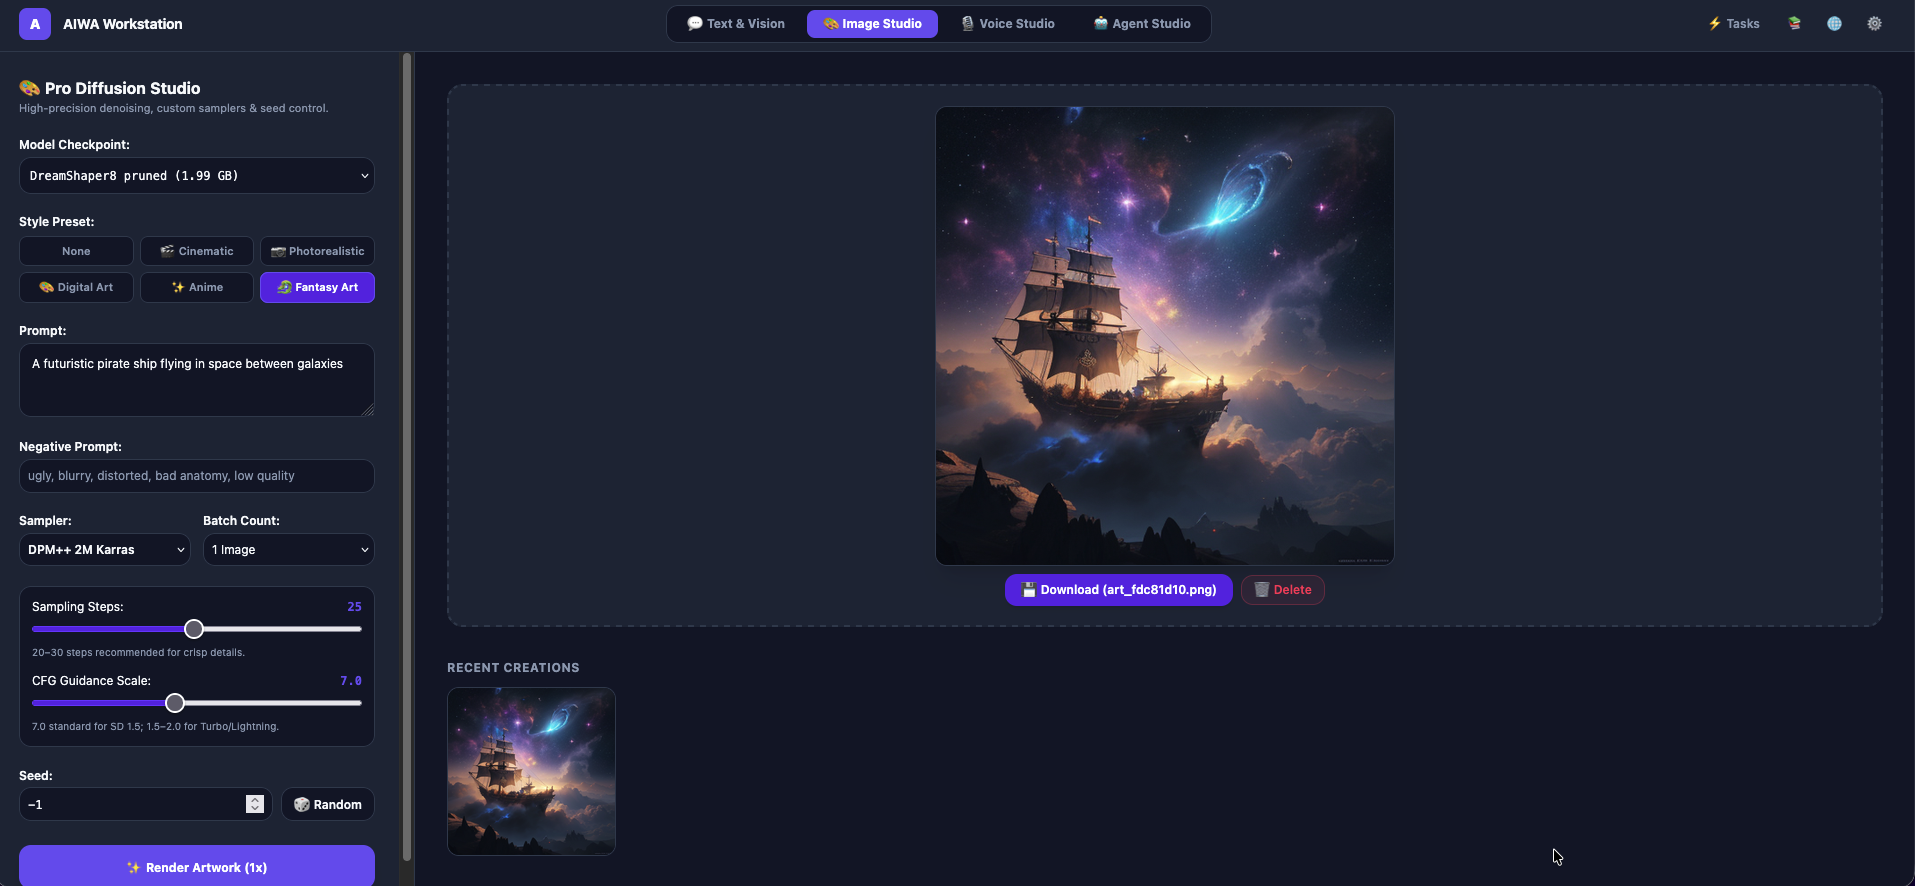 A
AIWA Workstation
💬 Text & Vision
🎨 Image Studio
🎙️ Voice Studio
🤖 Agent Studio
⚡ Tasks
🎨 Pro Diffusion Studio
High-precision denoising, custom samplers & seed control.
Model Checkpoint:
DreamShaper8 pruned (1.99 GB)
Style Preset:
None
🎬 Cinematic
📷 Photorealistic
🎨 Digital Art
✨ Anime
🐉 Fantasy Art
Prompt:
A futuristic pirate ship flying in space between galaxies
Negative Prompt:
ugly, blurry, distorted, bad anatomy, low quality
Sampler:
Batch Count:
DPM++ 2M Karras
1 Image
Sampling Steps:
25
20–30 steps recommended for crisp details.
CFG Guidance Scale:
7.0
7.0 standard for SD 1.5; 1.5–2.0 for Turbo/Lightning.
Seed:
-1
🎲 Random
✨ Render Artwork (1x)
💾 Download (art_fdc81d10.png)
🗑️ Delete
RECENT CREATIONS